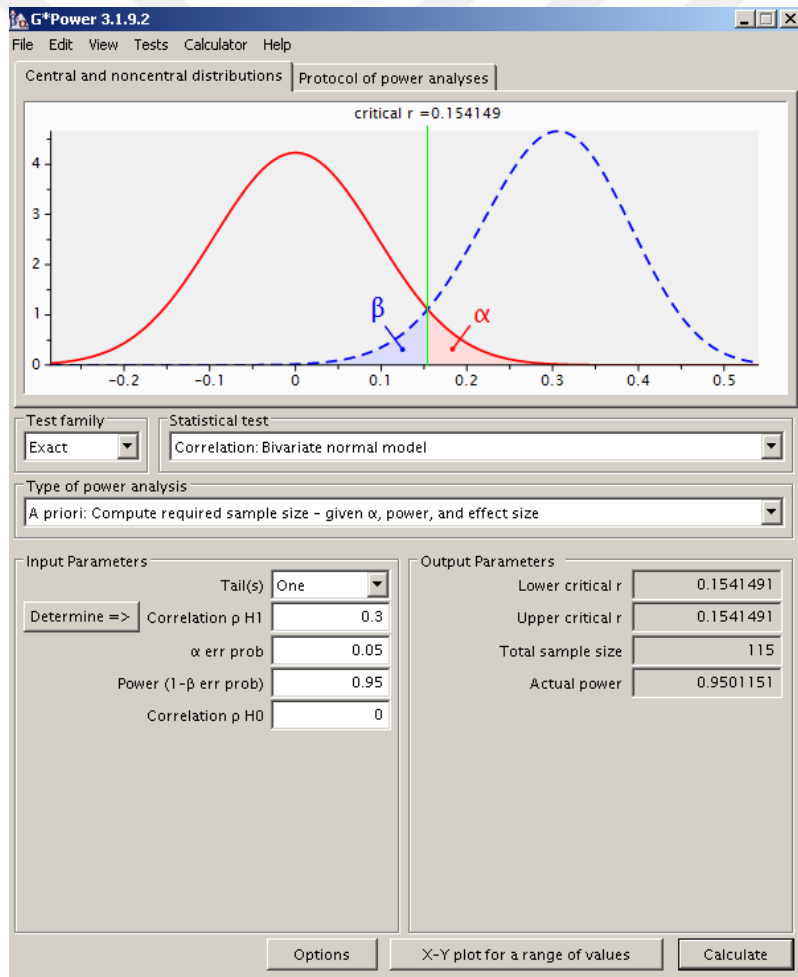 G*Power 3.1.9.2
File Edit View Tests Calculator Help
Central and noncentral distributions Protocol of power analyses
critical r =0.154149
4
3
2
1
0
β
α
-0.2 -0.1 0 0.1 0.2 0.3 0.4 0.5
Test family
Exact
Statistical test
Correlation: Bivariate normal model
Type of power analysis
A priori: Compute required sample size – given α, power, and effect size
Input Parameters
Tail(s) One
Determine => Correlation ρ H1 0.3
α err prob 0.05
Power (1-β err prob) 0.95
Correlation ρ H0 0
Output Parameters
Lower critical r 0.1541491
Upper critical r 0.1541491
Total sample size 115
Actual power 0.9501151
Options X-Y plot for a range of values Calculate